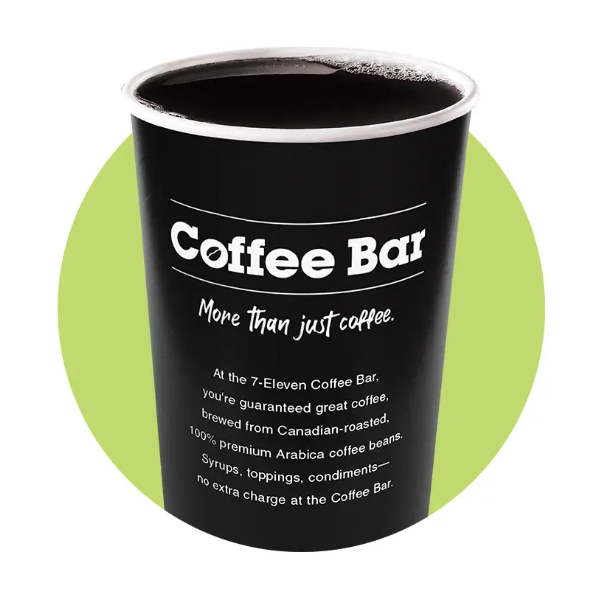 Coffee Bar
More than just coffee.
At the 7-Eleven Coffee Bar,
you're guaranteed great coffee,
brewed from Canadian-roasted,
100% premium Arabica coffee beans.
Syrups, toppings, condiments—
no extra charge at the Coffee Bar.